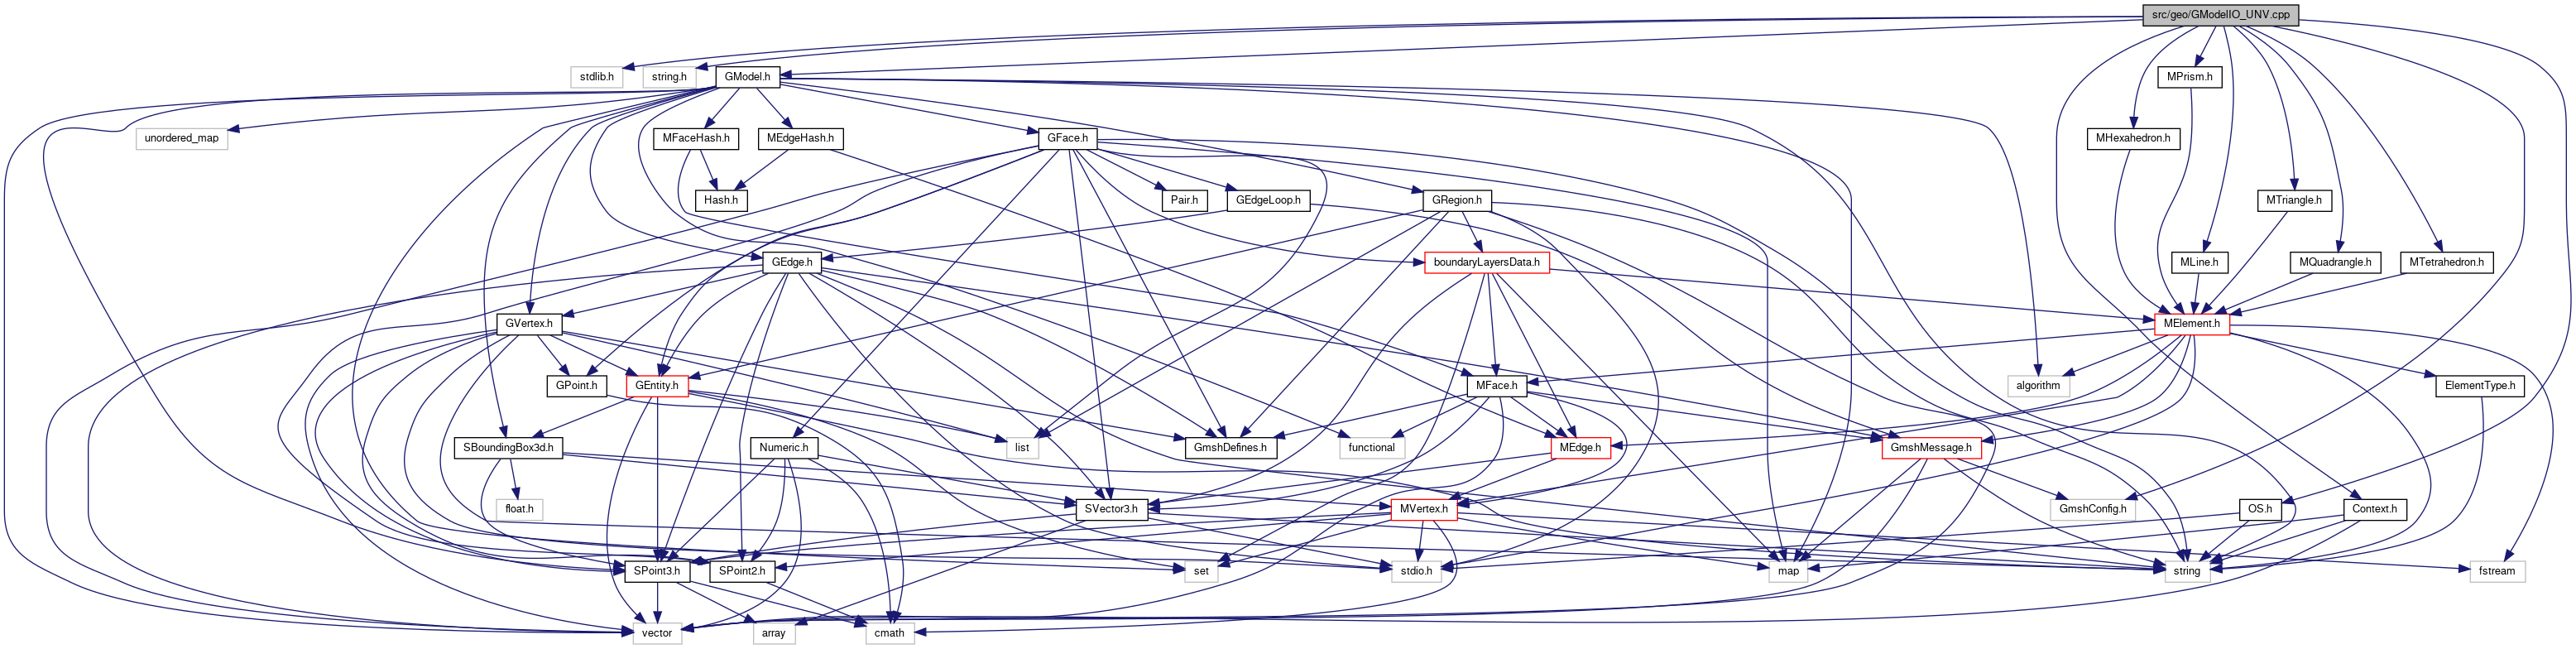 src/geo/GModelIO_UNV.cpp
stdlib.h
string.h
GModel.h
MPrism.h
unordered_map
MFaceHash.h
MEdgeHash.h
GFace.h
MHexahedron.h
Hash.h
Pair.h
GEdgeLoop.h
GRegion.h
MTriangle.h
GEdge.h
boundaryLayersData.h
MLine.h
MQuadrangle.h
MTetrahedron.h
GVertex.h
MElement.h
GPoint.h
GEntity.h
MFace.h
algorithm
ElementType.h
SBoundingBox3d.h
Numeric.h
list
GmshDefines.h
functional
MEdge.h
GmshMessage.h
float.h
SVector3.h
MVertex.h
GmshConfig.h
OS.h
Context.h
SPoint3.h
SPoint2.h
set
stdio.h
map
string
fstream
vector
array
cmath